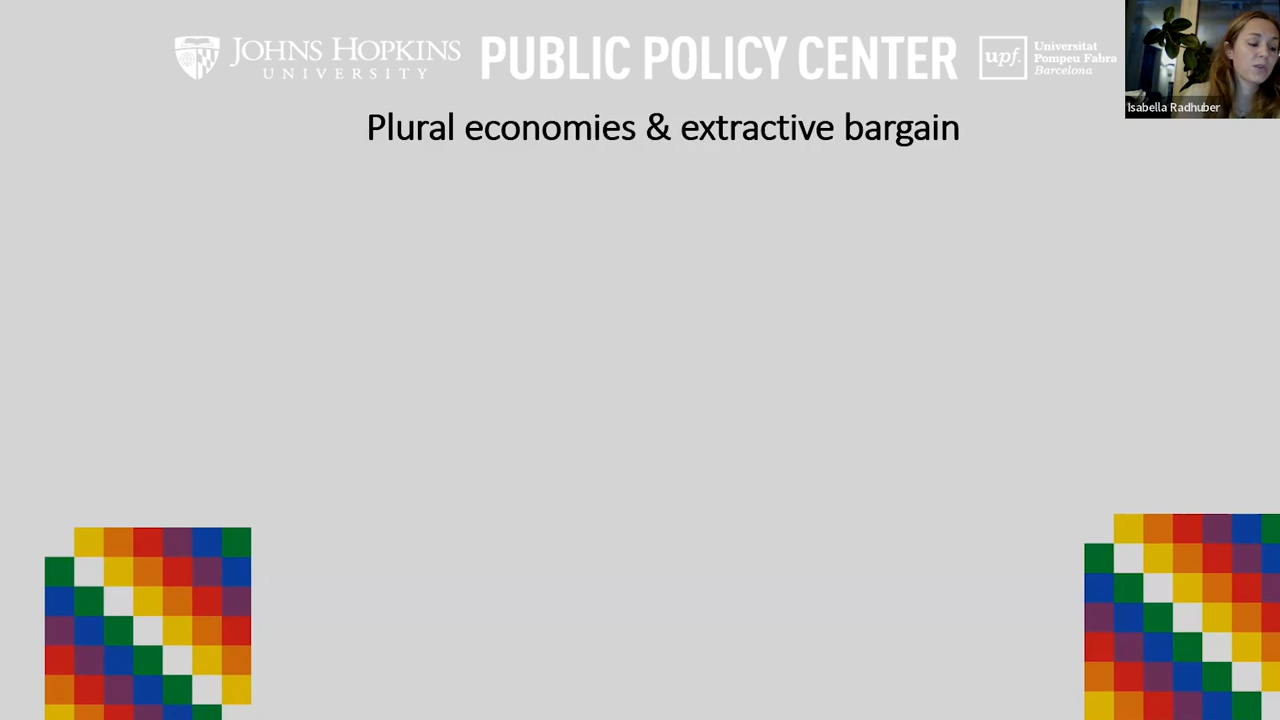 JOHNS HOPKINS
UNIVERSITY
PUBLIC POLICY CENTER
upf.
Universitat
Pompeu Fabra
Barcelona
Isabella Radhuber
Plural economies & extractive bargain